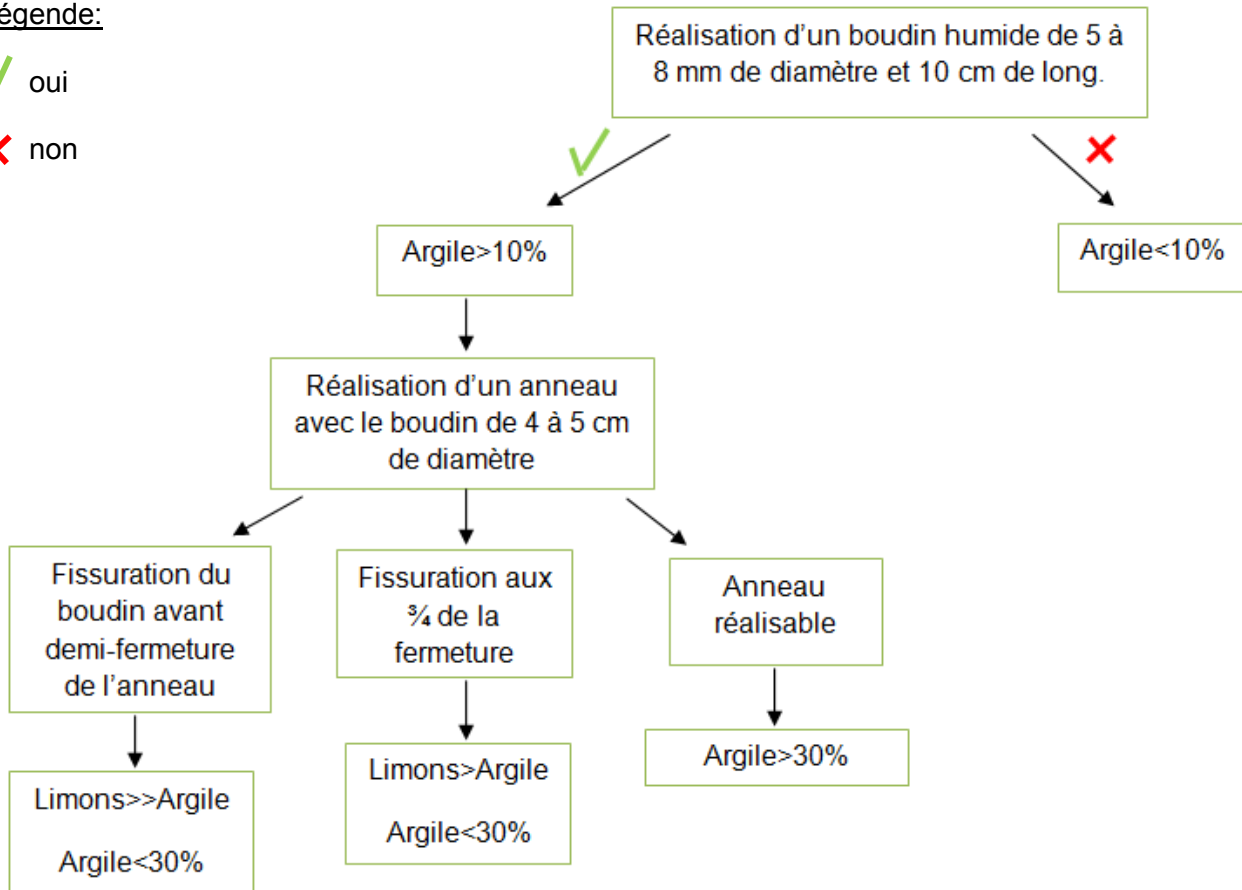 égende:
oui
non
Réalisation d’un boudin humide de 5 à
8 mm de diamètre et 10 cm de long.
Argile>10%
Argile<10%
Réalisation d’un anneau
avec le boudin de 4 à 5 cm
de diamètre
Fissuration du
boudin avant
demi-fermeture
de l’anneau
Fissuration aux
¾ de la
fermeture
Anneau
réalisable
Limons>>Argile
Argile<30%
Limons>Argile
Argile<30%
Argile>30%